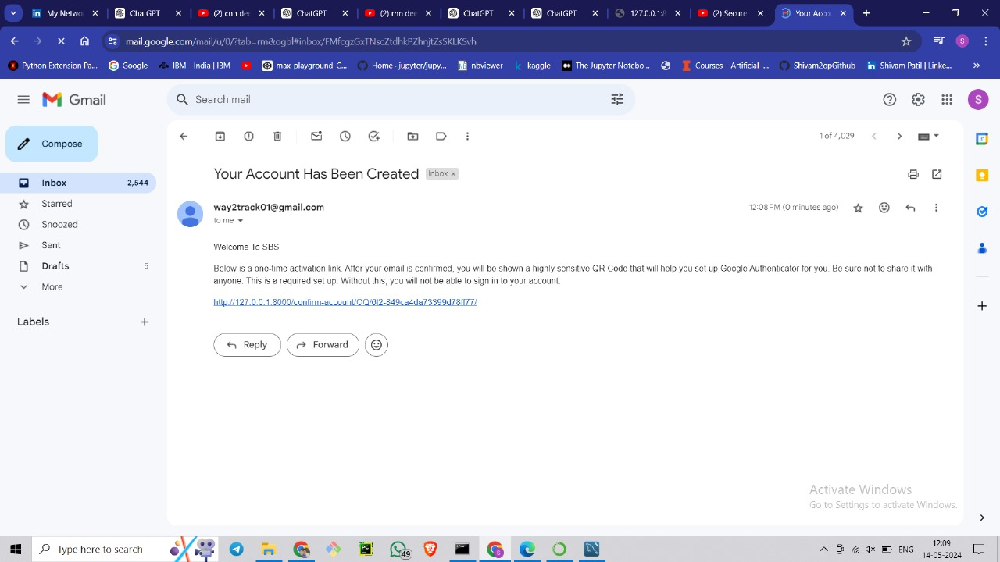 My Netwo
ChatGPT
(2) rnn dec
ChatGPT
(2) rnn dec
ChatGPT
ChatGPT
127.0.0.1:8
(2) Secure
Your Acco
mail.google.com/mail/u/0/?tab=rm&ogbl#inbox/FMfcgzGxTNscZtdhkPZhnjtZsSKLKSvh
S
Python Extension Pa...
Google
IBM - India | IBM
max-playground-C...
Home · jupyter/jupy...
nbviewer
kaggle
The Jupyter Notebo...
Courses – Artificial I...
Shivam2opGithub
Shivam Patil | Linke...
»
Gmail
Search mail
S
Compose
1 of 4,029
Inbox 2,544
Starred
Snoozed
Sent
Drafts 5
More
Labels
Your Account Has Been Created Inbox ×
way2track01@gmail.com 12:08 PM (0 minutes ago)
to me
Welcome To SBS
Below is a one-time activation link. After your email is confirmed, you will be shown a highly sensitive QR Code that will help you set up Google Authenticator for you. Be sure not to share it with
anyone. This is a required set up. Without this, you will not be able to sign in to your account.
http://127.0.0.1:8000/confirm-account/OQ/6l2-849ca4da73399d78ff77/
Reply
Forward
Activate Windows
Go to Settings to activate Windows.
Type here to search
49
ENG
12:09
14-05-2024